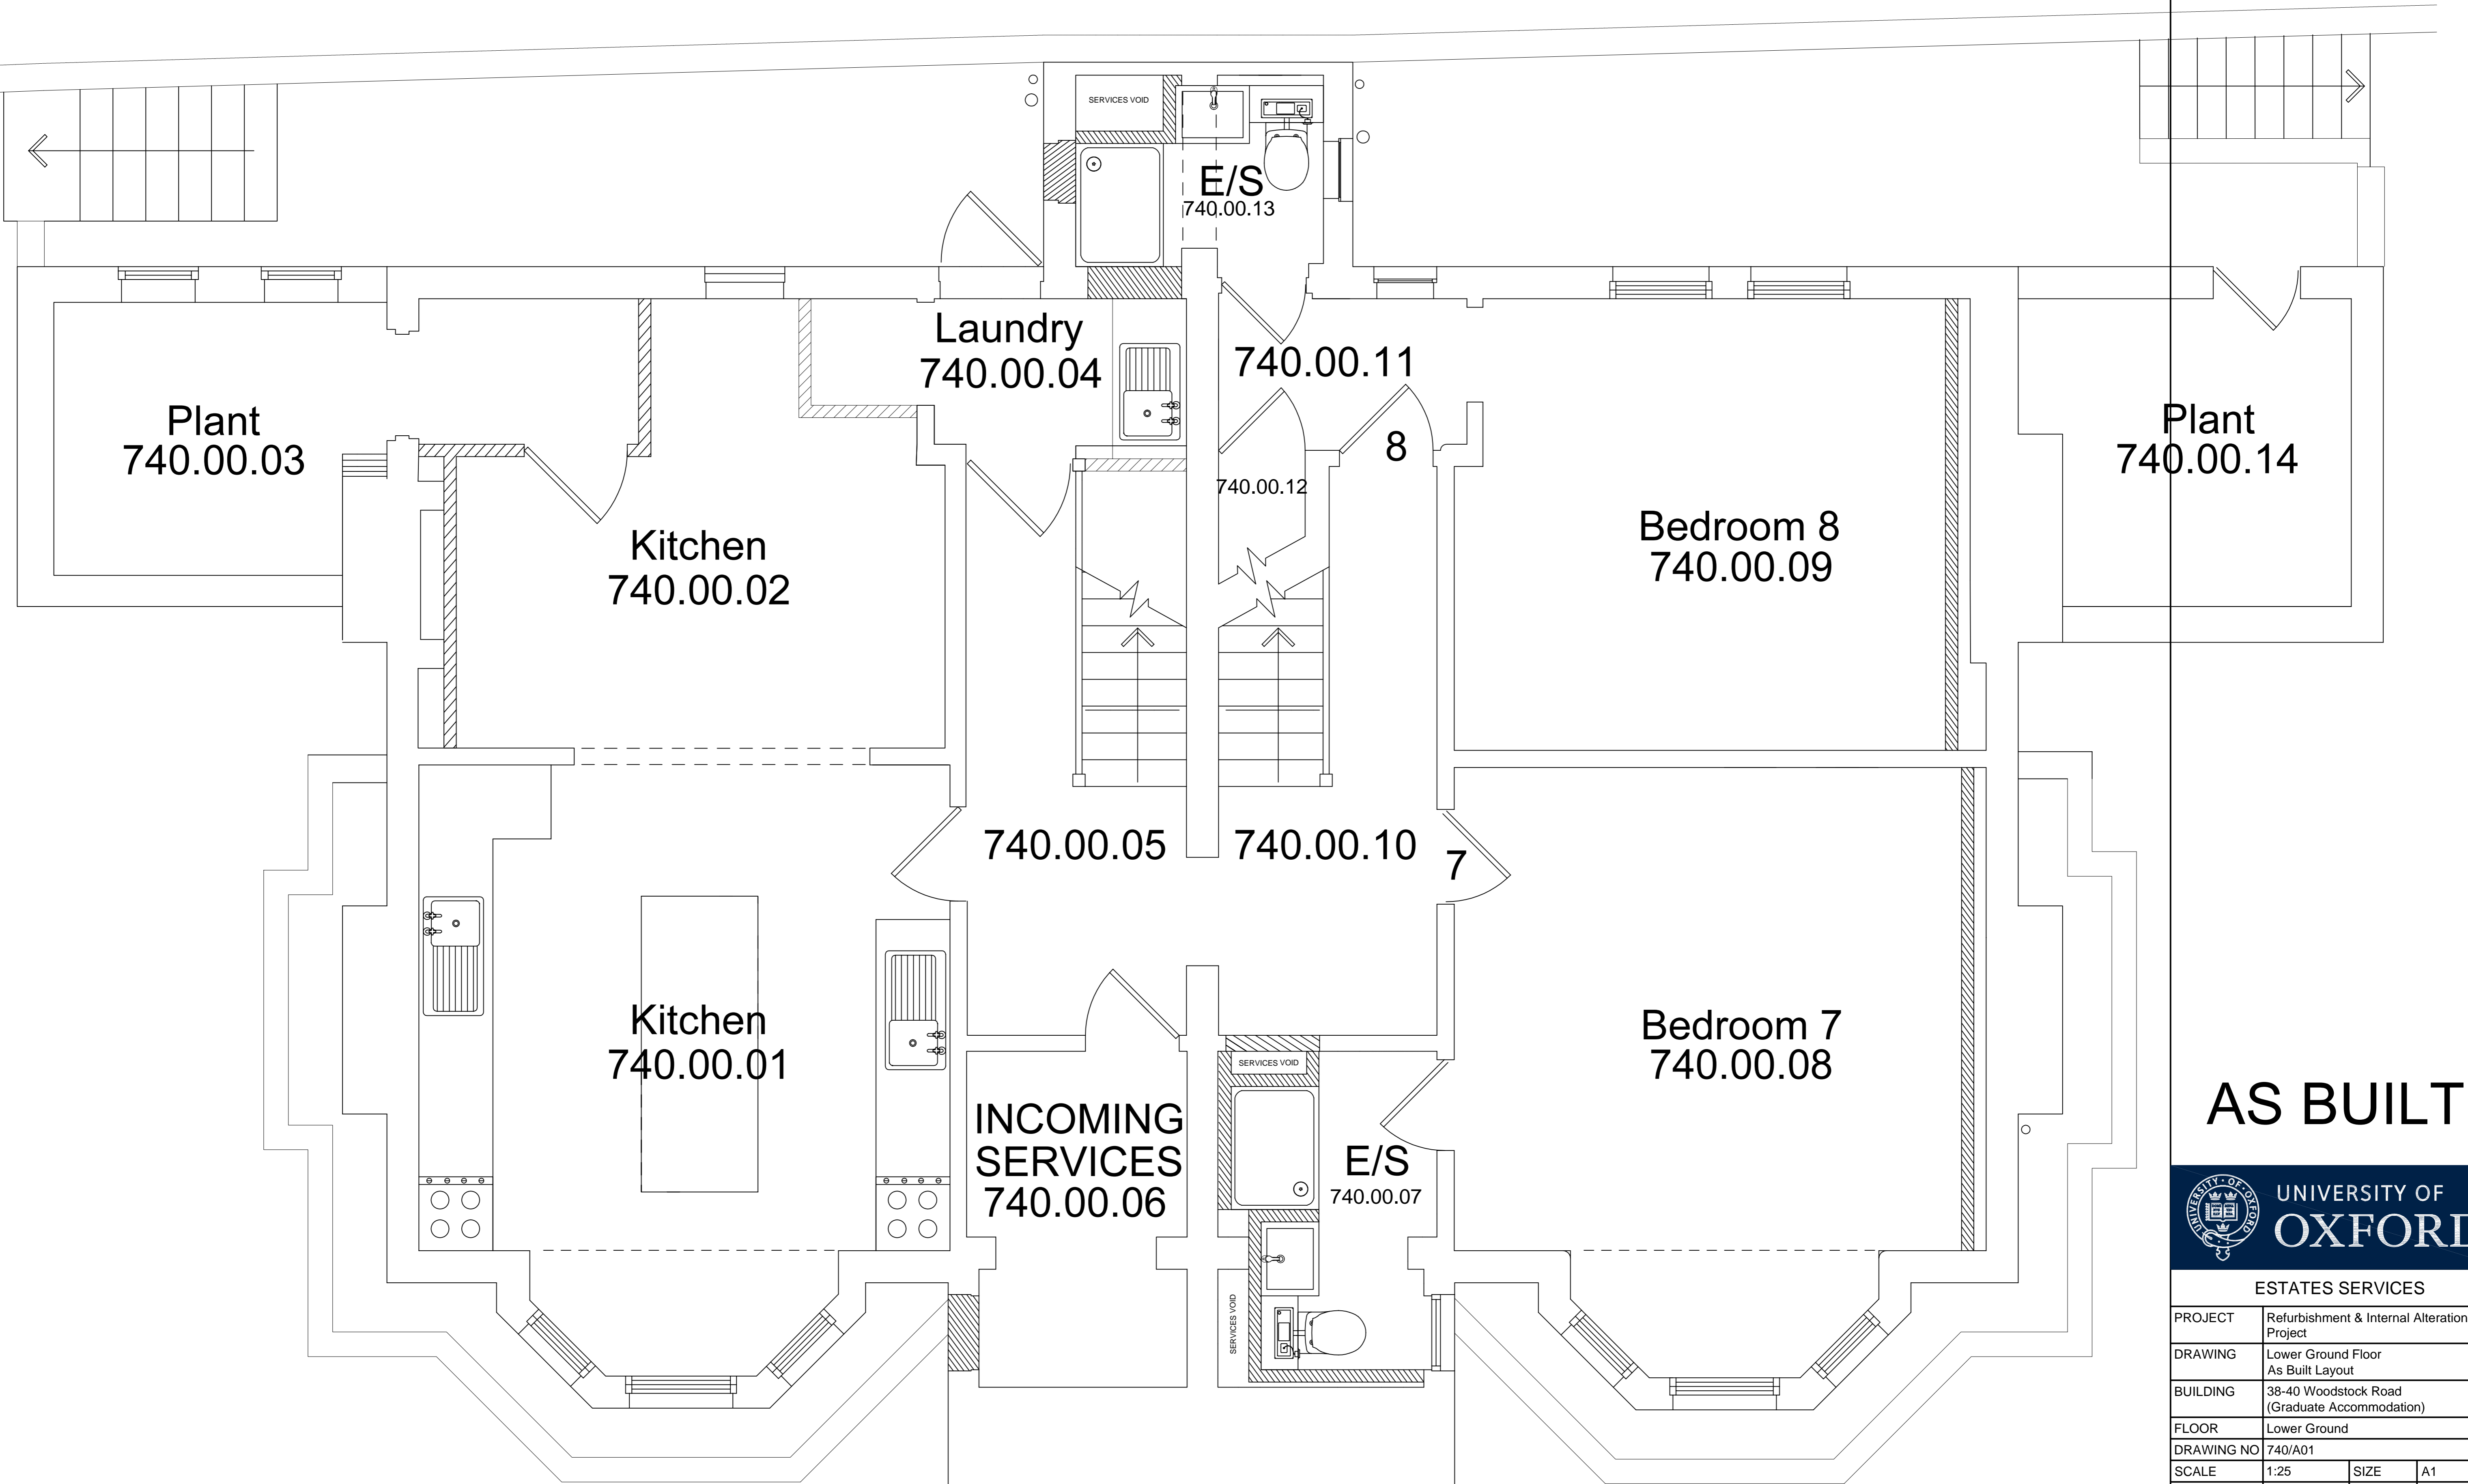 SERVICES VOID
E/S
740.00.13
Laundry
740.00.04
740.00.11
Plant
740.00.03
8
Plant
740.00.14
740.00.12
Kitchen
740.00.02
Bedroom 8
740.00.09
740.00.05
740.00.10
7
Kitchen
740.00.01
Bedroom 7
740.00.08
SERVICES VOID
INCOMING
SERVICES
740.00.06
E/S
740.00.07
SERVICES VOID
AS BUILT
UNIVERSITY OF OXFORD
UNIVERSITY OF
OXFORD
ESTATES SERVICES
PROJECT Refurbishment & Internal Alteration
Project
DRAWING Lower Ground Floor
As Built Layout
BUILDING 38-40 Woodstock Road
(Graduate Accommodation)
FLOOR Lower Ground
DRAWING NO 740/A01
SCALE 1:25 SIZE A1